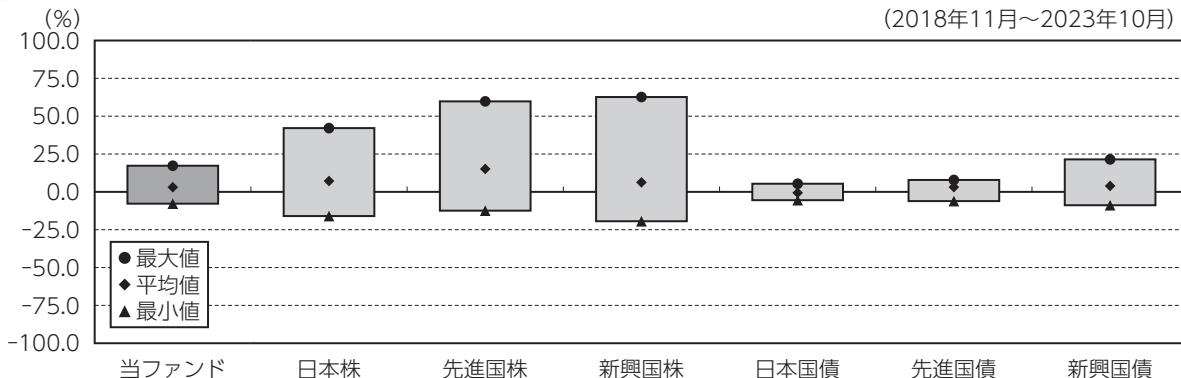 (%)
(2018年11月～2023年10月)
100.0
75.0
50.0
25.0
0.0
-25.0
-50.0
-75.0
-100.0
●最大値
◆平均値
▲最小値
当ファンド 日本株 先進国株 新興国株 日本国債 先進国債 新興国債